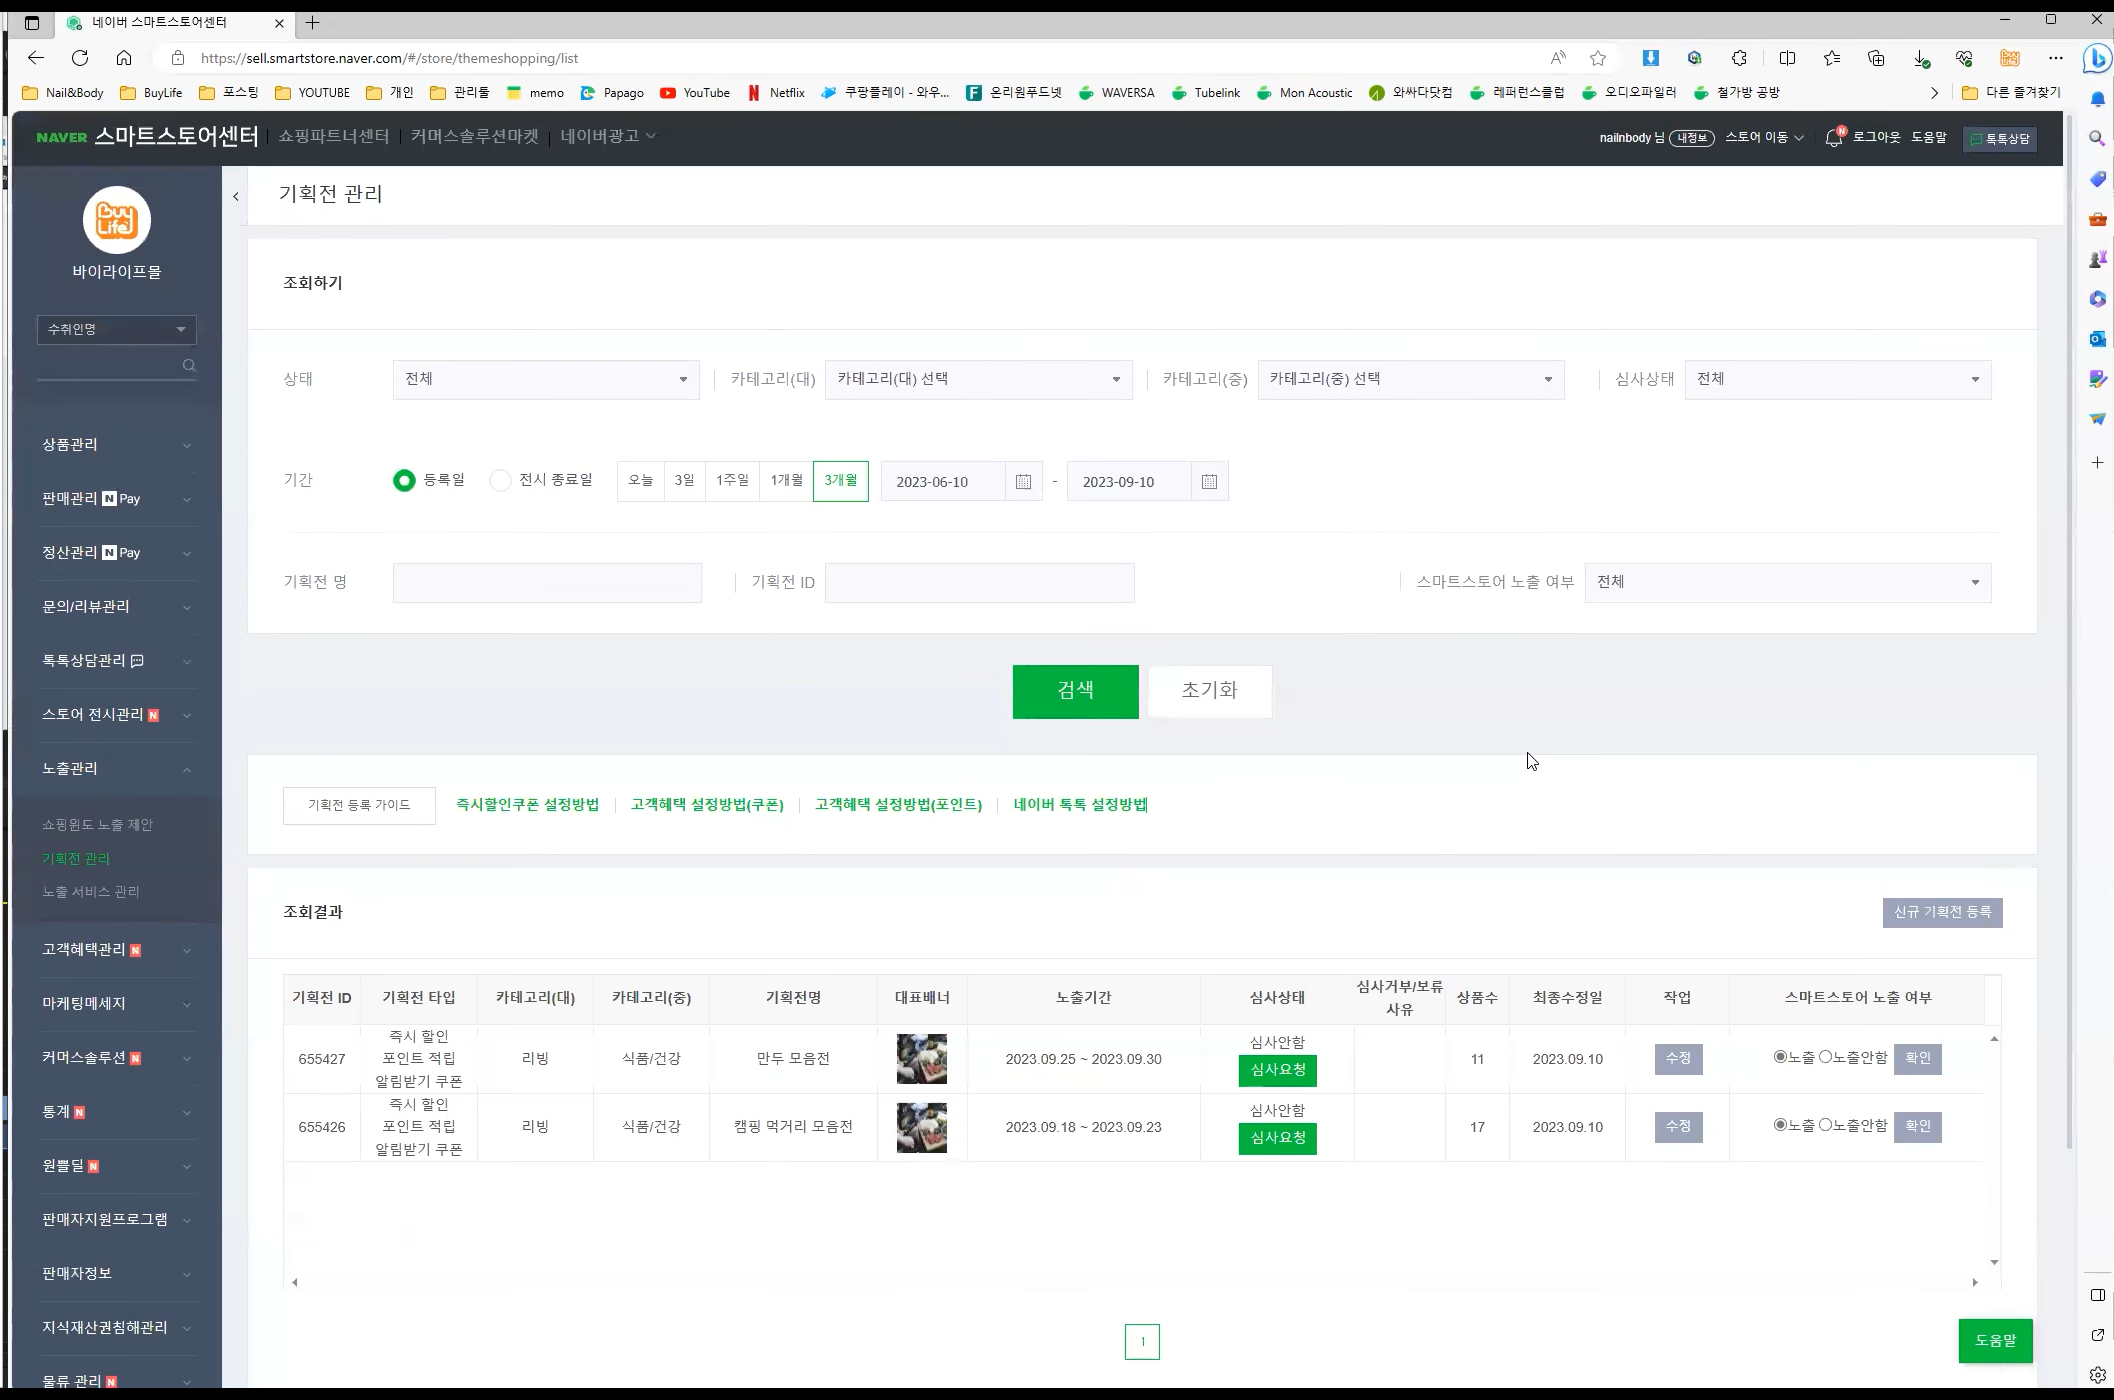 네이버 스마트스토어센터
https://sell.smartstore.naver.com/#/store/themeshopping/list
Nail&Body BuyLife 포스팅 YOUTUBE 개인 관리툴 memo Papago YouTube Netflix 쿠팡플레이 - 와우... 온리원푸드넷 WAVERSA Tubelink Mon Acoustic 와싸다닷컴 레퍼런스클럽 오디오파일러 철가방 공방 다른 즐겨찾기
NAVER 스마트스토어센터 쇼핑파트너센터 커머스솔루션마켓 네이버광고
nailnbody 님 내정보 스토어 이동 N 로그아웃 도움말 톡톡상담
Buy Life!
바이라이프몰
수취인명
상품관리
판매관리 N Pay
정산관리 N Pay
문의/리뷰관리
톡톡상담관리
스토어 전시관리 N
노출관리
쇼핑윈도 노출 제안
기획전 관리
노출 서비스 관리
고객혜택관리 N
마케팅메세지
커머스솔루션 N
통계 N
원쁠딜 N
판매자지원프로그램
판매자정보
지식재산권침해관리
물류 관리 N
기획전 관리
조회하기
상태 전체 카테고리(대) 카테고리(대) 선택 카테고리(중) 카테고리(중) 선택 심사상태 전체
기간 등록일 전시 종료일 오늘 3일 1주일 1개월 3개월 2023-06-10 - 2023-09-10
기획전 명 기획전 ID 스마트스토어 노출 여부 전체
검색 초기화
기획전 등록 가이드 즉시할인쿠폰 설정방법 고객혜택 설정방법(쿠폰) 고객혜택 설정방법(포인트) 네이버 톡톡 설정방법
조회결과 신규 기획전 등록
기획전 ID 기획전 타입 카테고리(대) 카테고리(중) 기획전명 대표배너 노출기간 심사상태 심사거부/보류 사유 상품수 최종수정일 작업 스마트스토어 노출 여부
즉시 할인 심사안함
655427 포인트 적립 리빙 식품/건강 만두 모음전 2023.09.25 ~ 2023.09.30 심사요청 11 2023.09.10 수정 노출 노출안함 확인
알림받기 쿠폰
즉시 할인 심사안함
655426 포인트 적립 리빙 식품/건강 캠핑 먹거리 모음전 2023.09.18 ~ 2023.09.23 심사요청 17 2023.09.10 수정 노출 노출안함 확인
알림받기 쿠폰
1
도움말